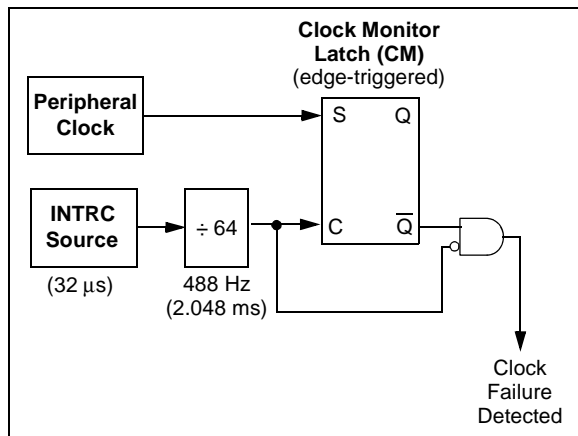 Clock Monitor
Latch (CM)
(edge-triggered)
Peripheral
Clock
S Q
INTRC
Source
÷ 64
C Q
(32 μs)
488 Hz
(2.048 ms)
Clock
Failure
Detected